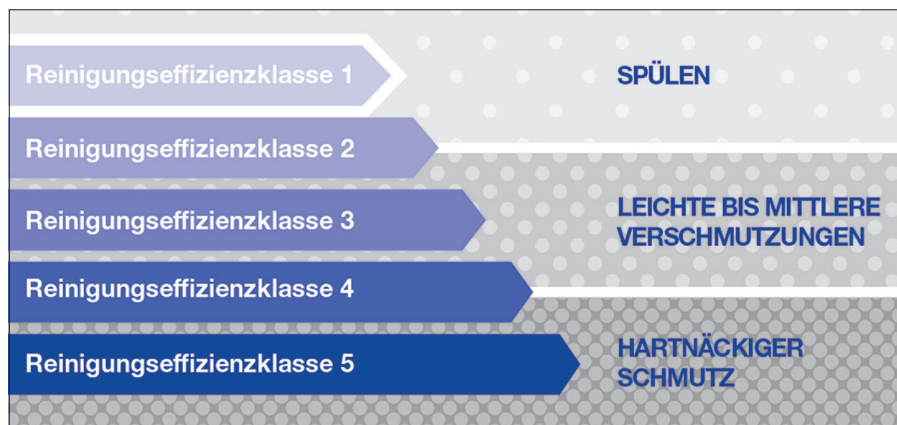 Reinigungseffizienzklasse 1
SPÜLEN
Reinigungseffizienzklasse 2
Reinigungseffizienzklasse 3
LEICHTE BIS MITTLERE
VERSCHMUTZUNGEN
Reinigungseffizienzklasse 4
Reinigungseffizienzklasse 5
HARTNÄCKIGER
SCHMUTZ